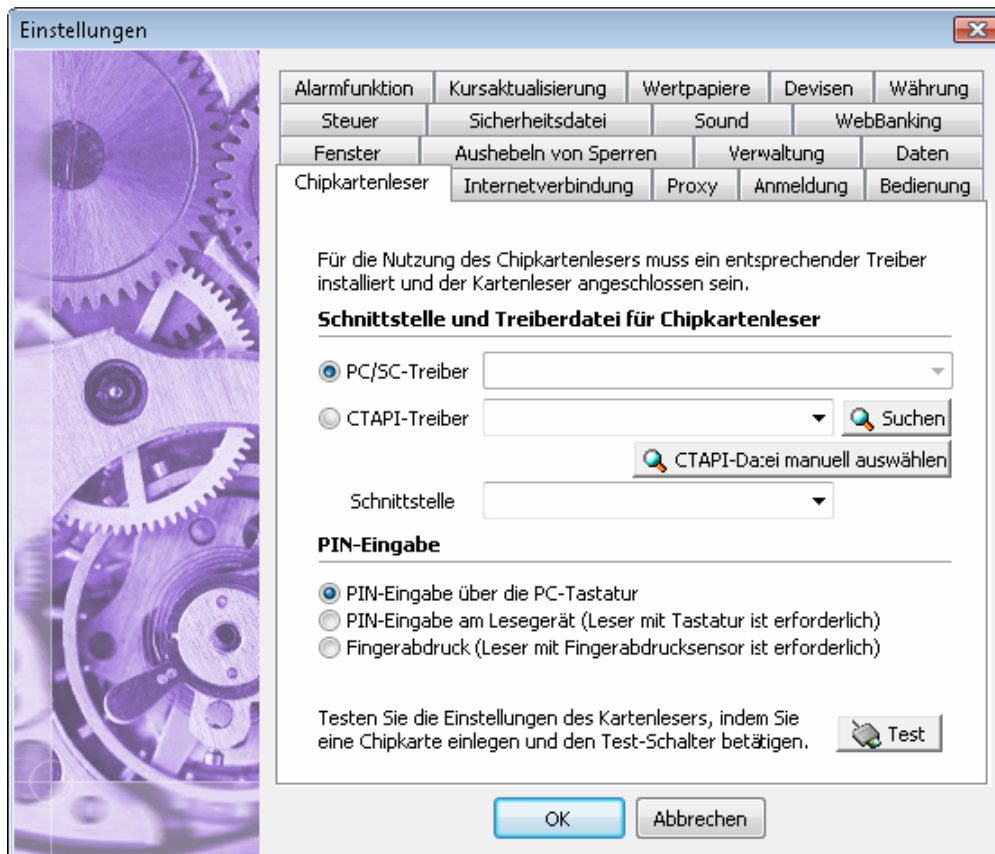 Einstellungen
Alarmfunktion Kursaktualisierung Wertpapiere Devisen Währung
Steuer Sicherheitsdatei Sound WebBanking
Fenster Aushebeln von Sperren Verwaltung Daten
Chipkartenleser Internetverbindung Proxy Anmeldung Bedienung
Für die Nutzung des Chipkartenlesers muss ein entsprechender Treiber
installiert und der Kartenleser angeschlossen sein.
Schnittstelle und Treiberdatei für Chipkartenleser
PC/SC-Treiber
CTAPI-Treiber Suchen
CTAPI-Datei manuell auswählen
Schnittstelle
PIN-Eingabe
PIN-Eingabe über die PC-Tastatur
PIN-Eingabe am Lesegerät (Leser mit Tastatur ist erforderlich)
Fingerabdruck (Leser mit Fingerabdrucksensor ist erforderlich)
Testen Sie die Einstellungen des Kartenlesers, indem Sie
eine Chipkarte einlegen und den Test-Schalter betätigen.
Test
OK Abbrechen